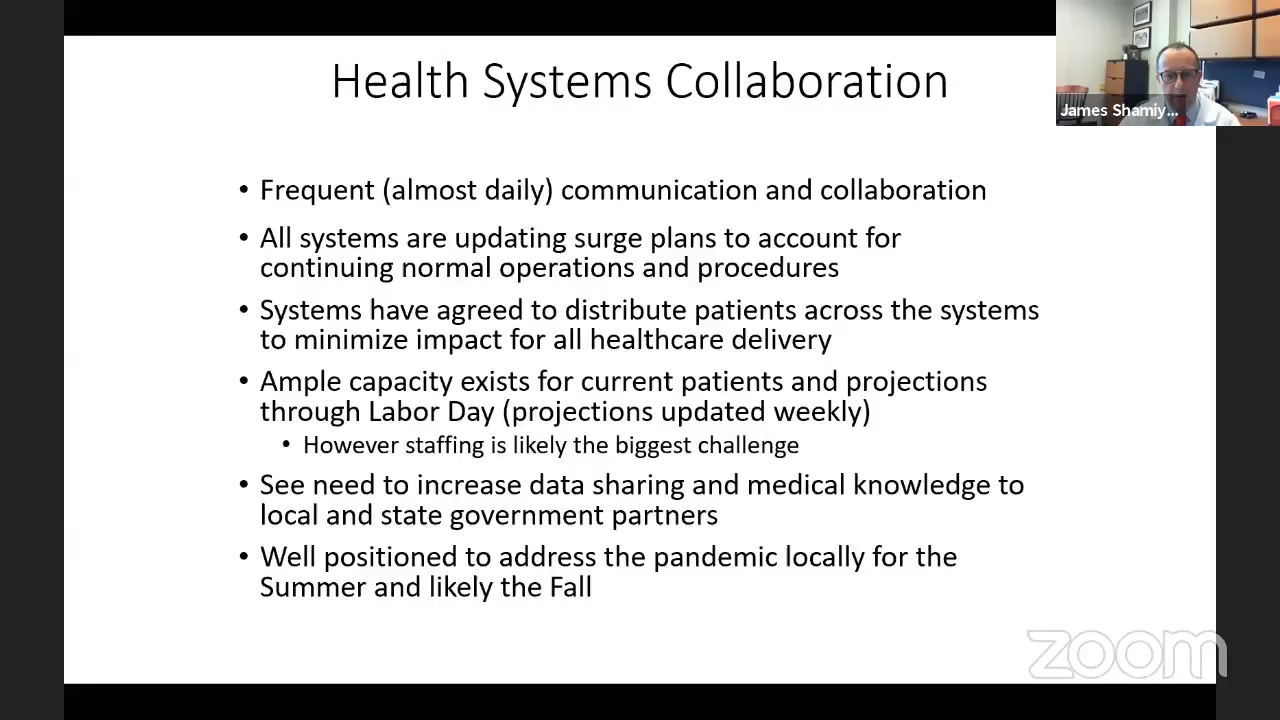 Health Systems Collaboration
James Shamiy...
• Frequent (almost daily) communication and collaboration
• All systems are updating surge plans to account for
continuing normal operations and procedures
• Systems have agreed to distribute patients across the systems
to minimize impact for all healthcare delivery
• Ample capacity exists for current patients and projections
through Labor Day (projections updated weekly)
• However staffing is likely the biggest challenge
• See need to increase data sharing and medical knowledge to
local and state government partners
• Well positioned to address the pandemic locally for the
Summer and likely the Fall
zoom